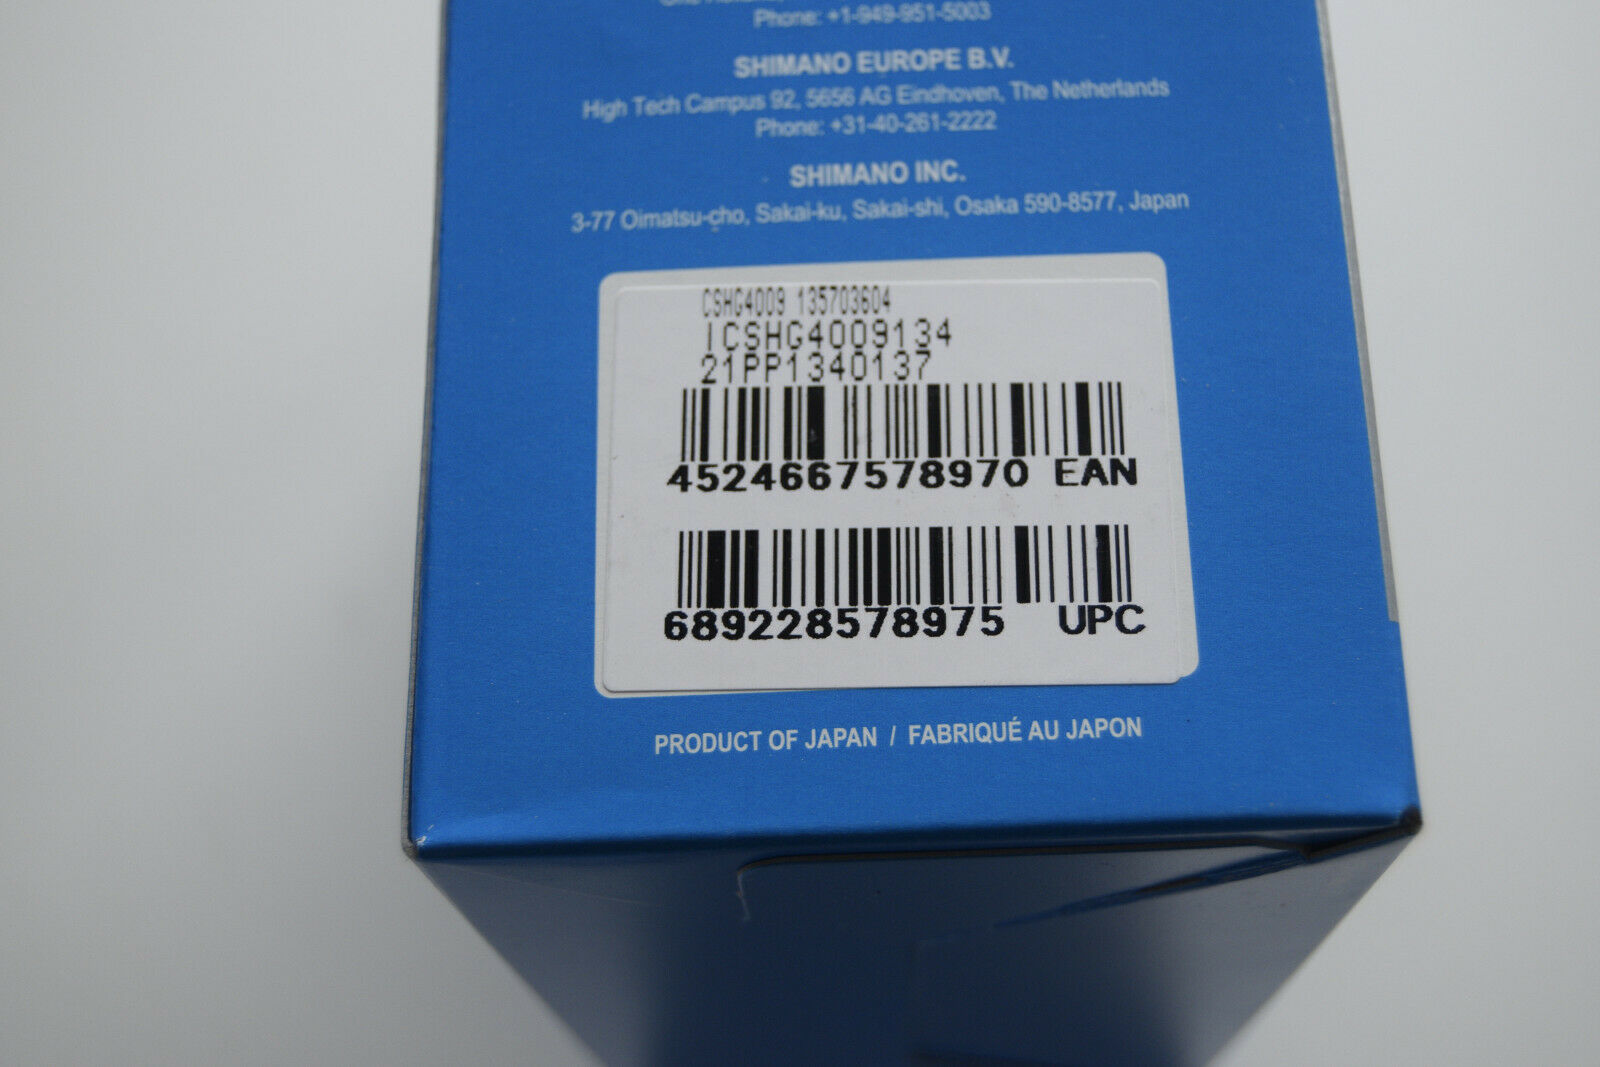 Phone: +1-949-951-5003
SHIMANO EUROPE B.V.
High Tech Campus 92, 5656 AG Eindhoven, The Netherlands
Phone: +31-40-261-2222
SHIMANO INC.
3-77 Oimatsu-cho, Sakai-ku, Sakai-shi, Osaka 590-8577, Japan
CSHG4009 135703604
ICSHG4009134
21PP1340137
4524667578970 EAN
689228578975 UPC
PRODUCT OF JAPAN / FABRIQUÉ AU JAPON